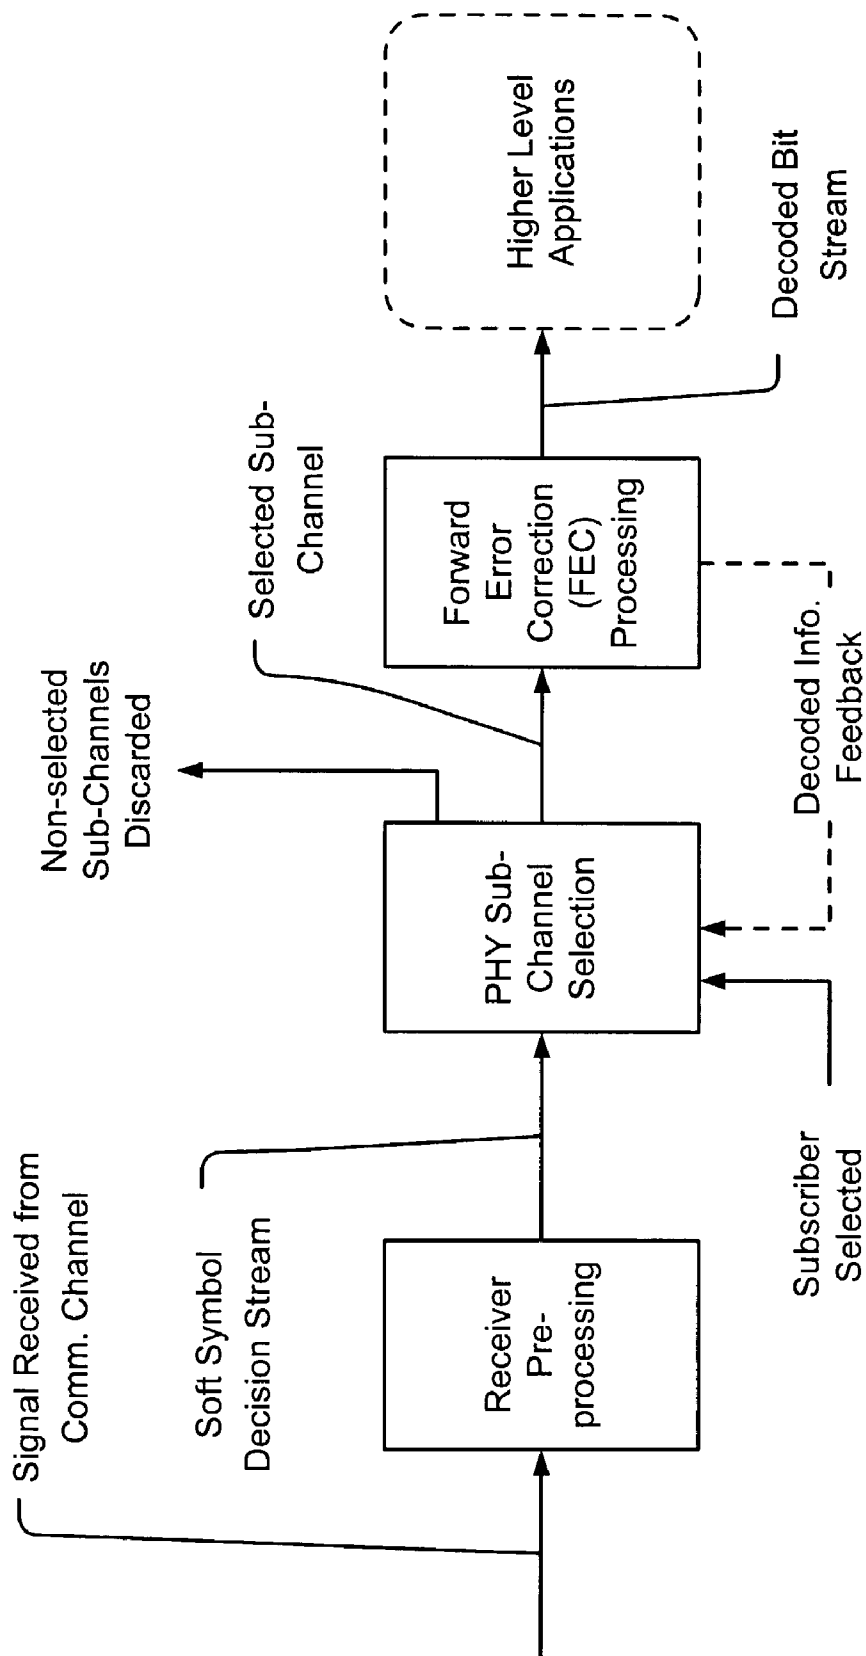 Signal Received from
Comm. Channel
Soft Symbol
Decision Stream
Receiver
Pre-
processing
Subscriber
Selected
PHY Sub-
Channel
Selection
Non-selected
Sub-Channels
Discarded
Selected Sub-
Channel
Decoded Info.
Feedback
Forward
Error
Correction
(FEC)
Processing
Decoded Bit
Stream
Higher Level
Applications